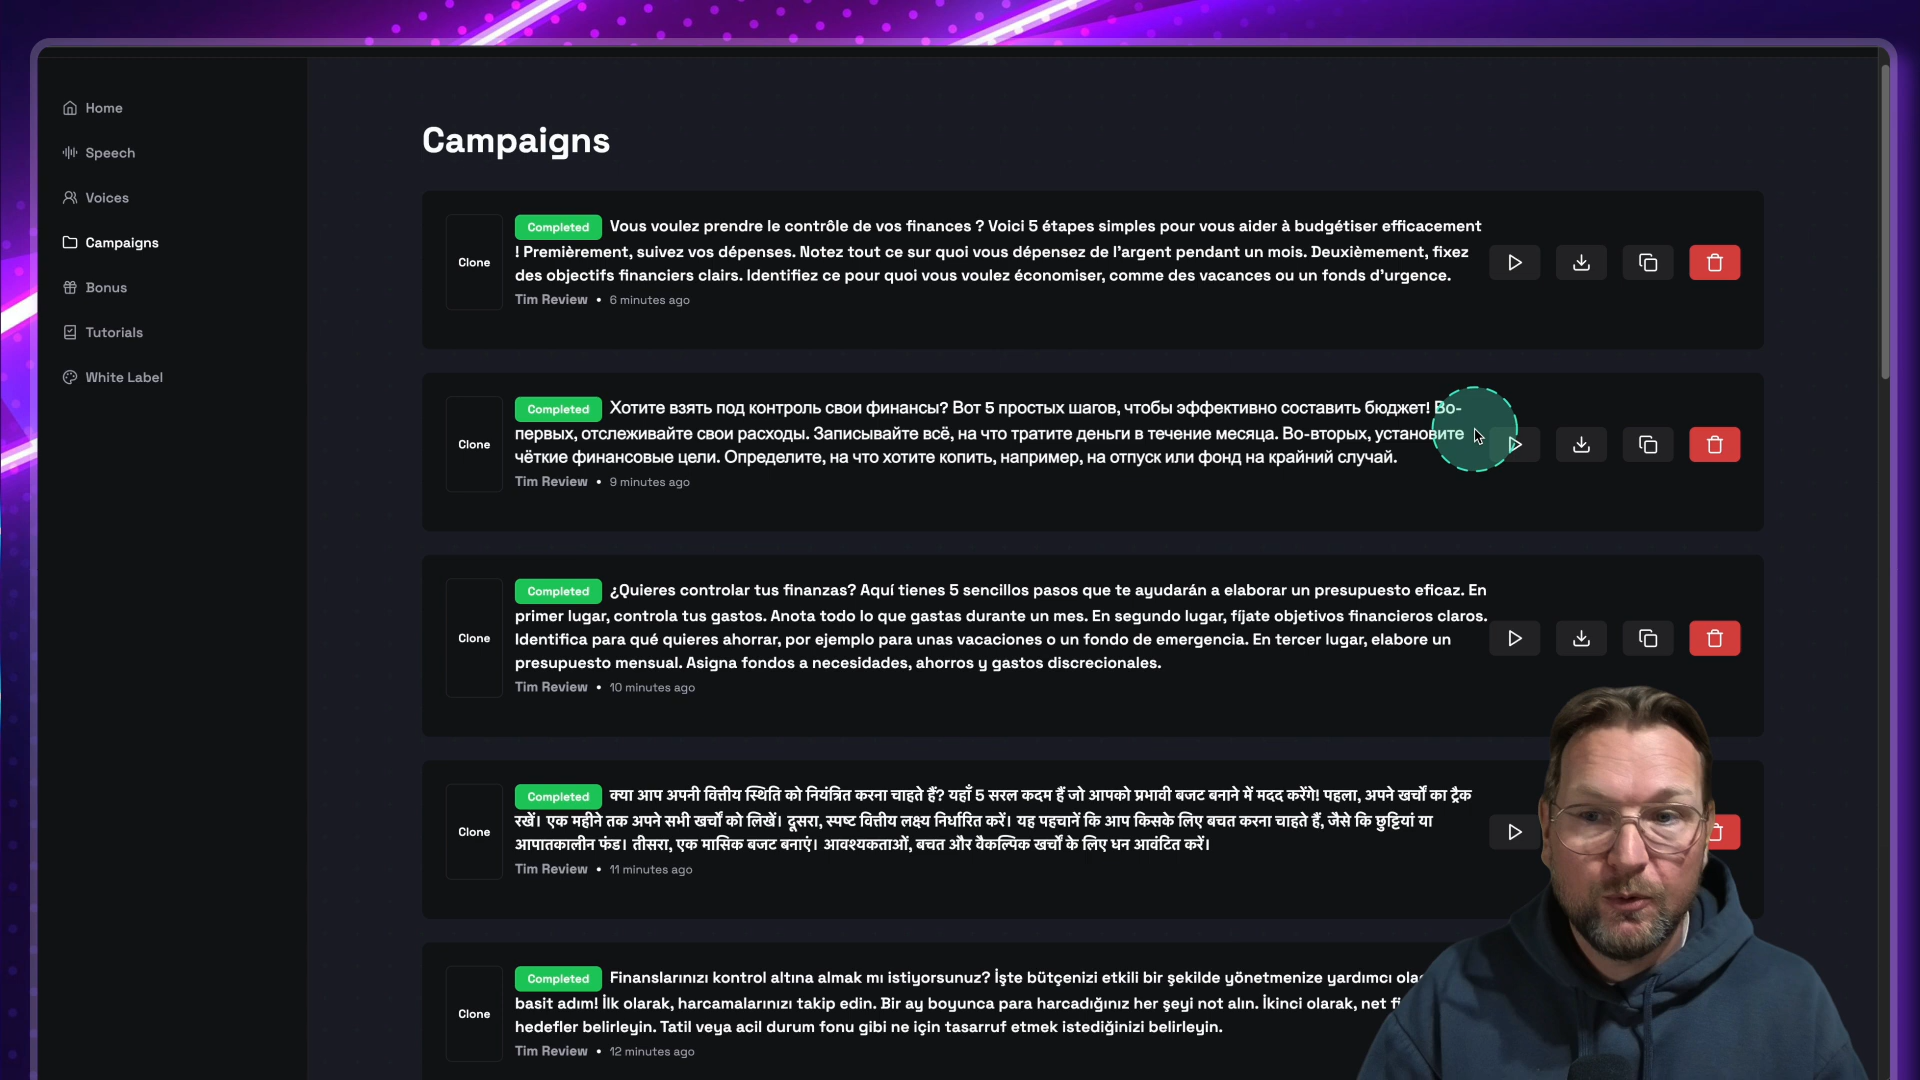 Home
Speech
Voices
Campaigns
Bonus
Tutorials
White Label
Campaigns
Clone
Completed Vous voulez prendre le contrôle de vos finances ? Voici 5 étapes simples pour vous aider à budgétiser efficacement
! Premièrement, suivez vos dépenses. Notez tout ce sur quoi vous dépensez de l'argent pendant un mois. Deuxièmement, fixez
des objectifs financiers clairs. Identifiez ce pour quoi vous voulez économiser, comme des vacances ou un fonds d'urgence.
Tim Review • 6 minutes ago
Clone
Completed Хотите взять под контроль свои финансы? Вот 5 простых шагов, чтобы эффективно составить бюджет! Во-
первых, отслеживайте свои расходы. Записывайте всё, на что тратите деньги в течение месяца. Во-вторых, установите
чёткие финансовые цели. Определите, на что хотите копить, например, на отпуск или фонд на крайний случай.
Tim Review • 9 minutes ago
Clone
Completed ¿Quieres controlar tus finanzas? Aquí tienes 5 sencillos pasos que te ayudarán a elaborar un presupuesto eficaz. En
primer lugar, controla tus gastos. Anota todo lo que gastas durante un mes. En segundo lugar, fíjate objetivos financieros claros.
Identifica para qué quieres ahorrar, por ejemplo para unas vacaciones o un fondo de emergencia. En tercer lugar, elabore un
presupuesto mensual. Asigna fondos a necesidades, ahorros y gastos discrecionales.
Tim Review • 10 minutes ago
Clone
Completed क्या आप अपनी वित्तीय स्थिति को नियंत्रित करना चाहते हैं? यहाँ 5 सरल कदम हैं जो आपको प्रभावी बजट बनाने में मदद करेंगे! पहला, अपने खर्चों का ट्रैक
रखें। एक महीने तक अपने सभी खर्चों को लिखें। दूसरा, स्पष्ट वित्तीय लक्ष्य निर्धारित करें। यह पहचानें कि आप किसके लिए बचत करना चाहते हैं, जैसे कि छुट्टियां या
आपातकालीन फंड। तीसरा, एक मासिक बजट बनाएं। आवश्यकताओं, बचत और वैकल्पिक खर्चों के लिए धन आवंटित करें।
Tim Review • 11 minutes ago
Clone
Completed Finanslarınızı kontrol altına almak mı istiyorsunuz? İşte bütçenizi etkili bir şekilde yönetmenize yardımcı
basit adım! İlk olarak, harcamalarınızı takip edin. Bir ay boyunca para harcadığınız her şeyi not alın. İkinci olarak, net
hedefler belirleyin. Tatil veya acil durum fonu gibi ne için tasarruf etmek istediğinizi belirleyin.
Tim Review • 12 minutes ago